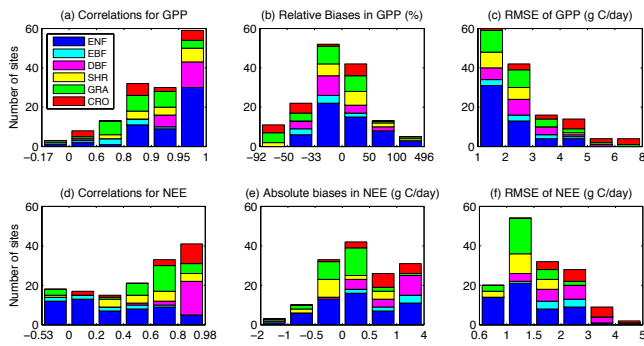 (a) Correlations for GPP
(b) Relative Biases in GPP (%)
(c) RMSE of GPP (g C/day)
Number of sites
60
40
20
0
ENF
EBF
DBF
SHR
GRA
CRO
−0.17 0 0.6 0.8 0.9 0.95 1
60
40
20
0
−92 −50 −33 0 50 100 496
60
40
20
0
1 2 3 4 5 6 7 8
(d) Correlations for NEE
(e) Absolute biases in NEE (g C/day)
(f) RMSE of NEE (g C/day)
Number of sites
60
40
20
0
−0.53 0 0.4 0.6 0.8 0.9 0.98
60
40
20
0
−2 −1 −0.5 0 0.5 1 4
60
40
20
0
0.6 1 1.5 2 3 4 5